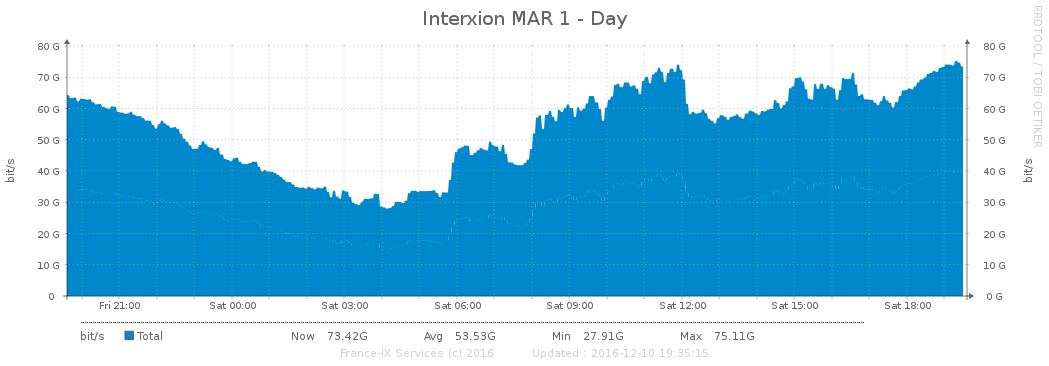 Interxion MAR 1 - Day
RRDTOOL / TOBI OETIKER
bit/s
80 G
70 G
60 G
50 G
40 G
30 G
20 G
10 G
0
80 G
70 G
60 G
50 G
40 G
30 G
20 G
10 G
0 G
bit/s
Fri 21:00 Sat 00:00 Sat 03:00 Sat 06:00 Sat 09:00 Sat 12:00 Sat 15:00 Sat 18:00
bit/s Total Now 73.42G Avg 53.53G Min 27.91G Max 75.11G
France-IX Services (c) 2016 Updated : 2016-12-10 19:35:15